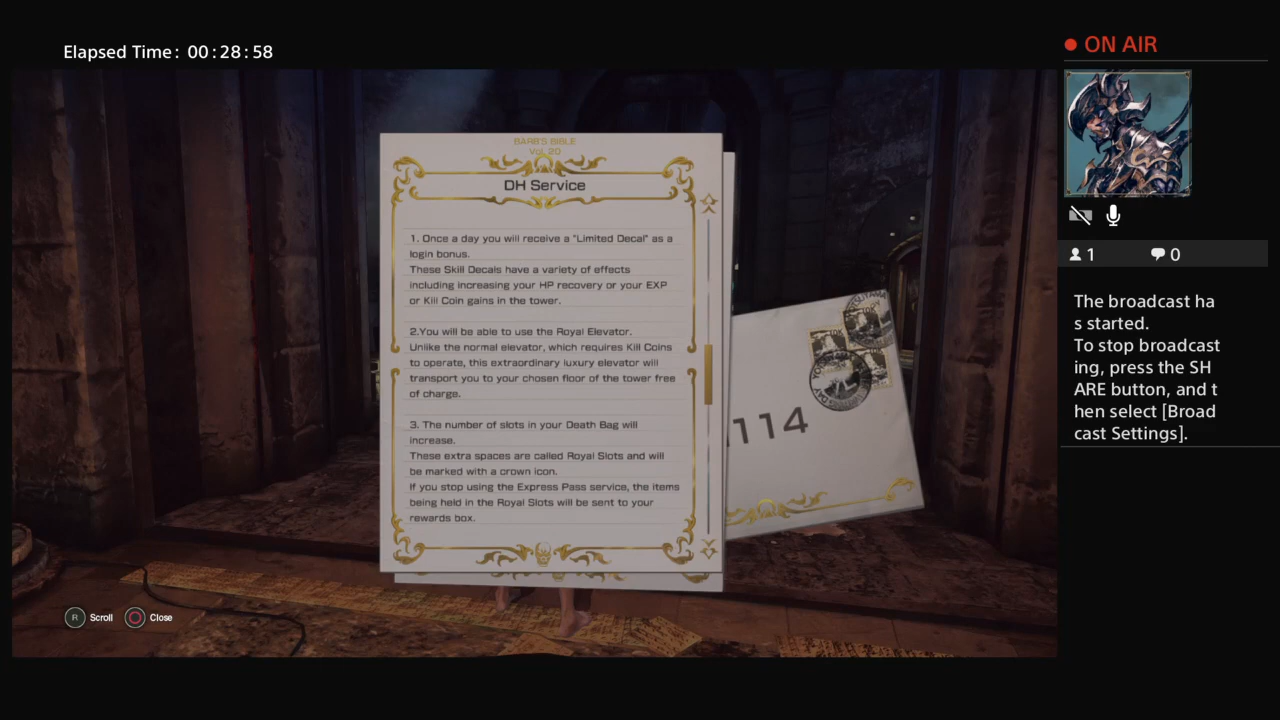 Elapsed Time: 00:28:58
ON AIR
BARB'S BIBLE
Vol. 20
DH Service
1. Once a day you will receive a "Limited Decal" as a
login bonus.
These Skill Decals have a variety of effects
including increasing your HP recovery or your EXP
or Kill Coin gains in the tower.
2.You will be able to use the Royal Elevator.
Unlike the normal elevator, which requires Kill Coins
to operate, this extraordinary luxury elevator will
transport you to your chosen floor of the tower free
of charge.
3. The number of slots in your Death Bag will
increase.
These extra spaces are called Royal Slots and will
be marked with a crown icon.
If you stop using the Express Pass service, the items
being held in the Royal Slots will be sent to your
rewards box.
114
R Scroll Close
1 0
The broadcast ha
s started.
To stop broadcast
ing, press the SH
ARE button, and t
hen select [Broad
cast Settings].